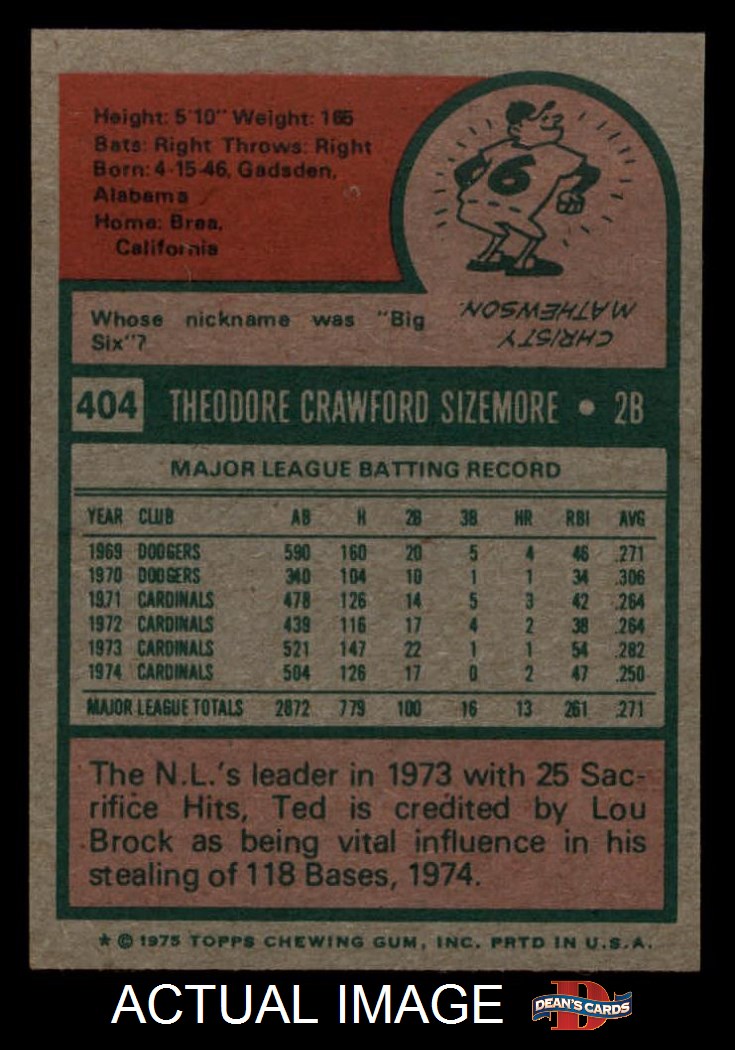 Height: 5'10" Weight: 165
Bats: Right Throws: Right
Born: 4-15-46, Gadsden,
Alabama
Home: Brea,
California
6
Whose nickname was "Big
Six"?
CHRISTY
MATHEWSON.
404 THEODORE CRAWFORD SIZEMORE • 2B
MAJOR LEAGUE BATTING RECORD
YEAR CLUB AB H 2B 3B HR RBI AVG
1969 DODGERS 590 160 20 5 4 46 .271
1970 DODGERS 340 104 10 1 1 34 .306
1971 CARDINALS 478 126 14 5 3 42 .264
1972 CARDINALS 439 116 17 4 2 38 .264
1973 CARDINALS 521 147 22 1 1 54 .282
1974 CARDINALS 504 126 17 0 2 47 .250
MAJOR LEAGUE TOTALS 2872 779 100 16 13 261 .271
The N.L.'s leader in 1973 with 25 Sac-
rifice Hits, Ted is credited by Lou
Brock as being vital influence in his
stealing of 118 Bases, 1974.
* © 1975 TOPPS CHEWING GUM, INC. PRTD IN U.S.A.
ACTUAL IMAGE
D
DEAN'S CARDS